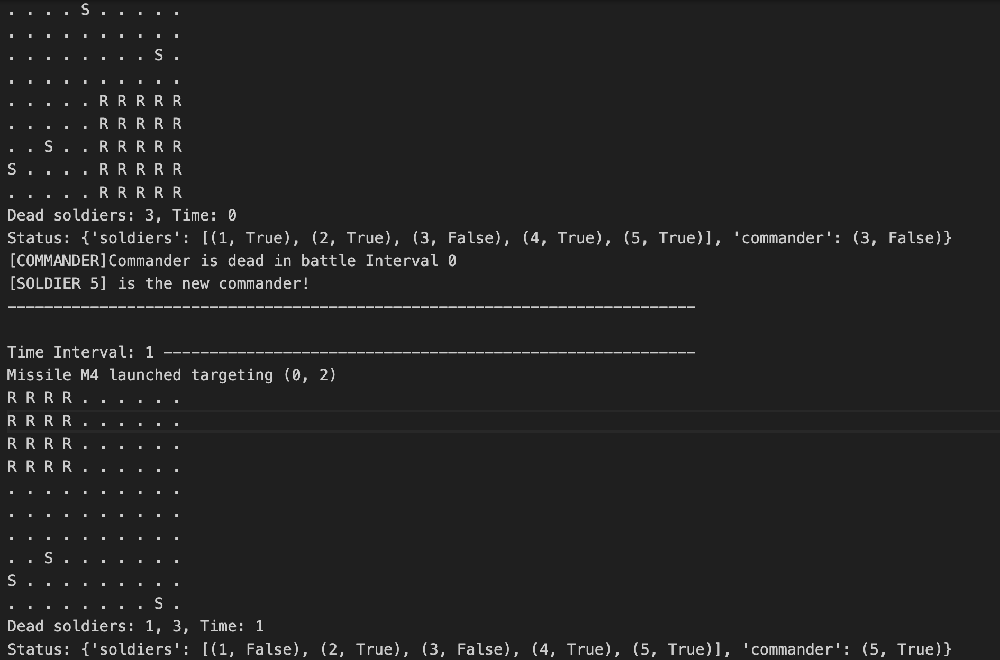 . . . . S . . . . .
. . . . . . . . . .
. . . . . . . . S .
. . . . . . . . . .
. . . . . R R R R R
. . . . . R R R R R
. . S . . R R R R R
S . . . . R R R R R
. . . . . R R R R R
Dead soldiers: 3, Time: 0
Status: {'soldiers': [(1, True), (2, True), (3, False), (4, True), (5, True)], 'commander': (3, False)}
[COMMANDER]Commander is dead in battle Interval 0
[SOLDIER 5] is the new commander!
---------------------------------------------------------------------------
Time Interval: 1 ----------------------------------------------------------
Missile M4 launched targeting (0, 2)
R R R R . . . . . .
R R R R . . . . . .
R R R R . . . . . .
R R R R . . . . . .
. . . . . . . . . .
. . . . . . . . . .
. . . . . . . . . .
. . S . . . . . . .
S . . . . . . . . .
. . . . . . . . S .
Dead soldiers: 1, 3, Time: 1
Status: {'soldiers': [(1, False), (2, True), (3, False), (4, True), (5, True)], 'commander': (5, True)}